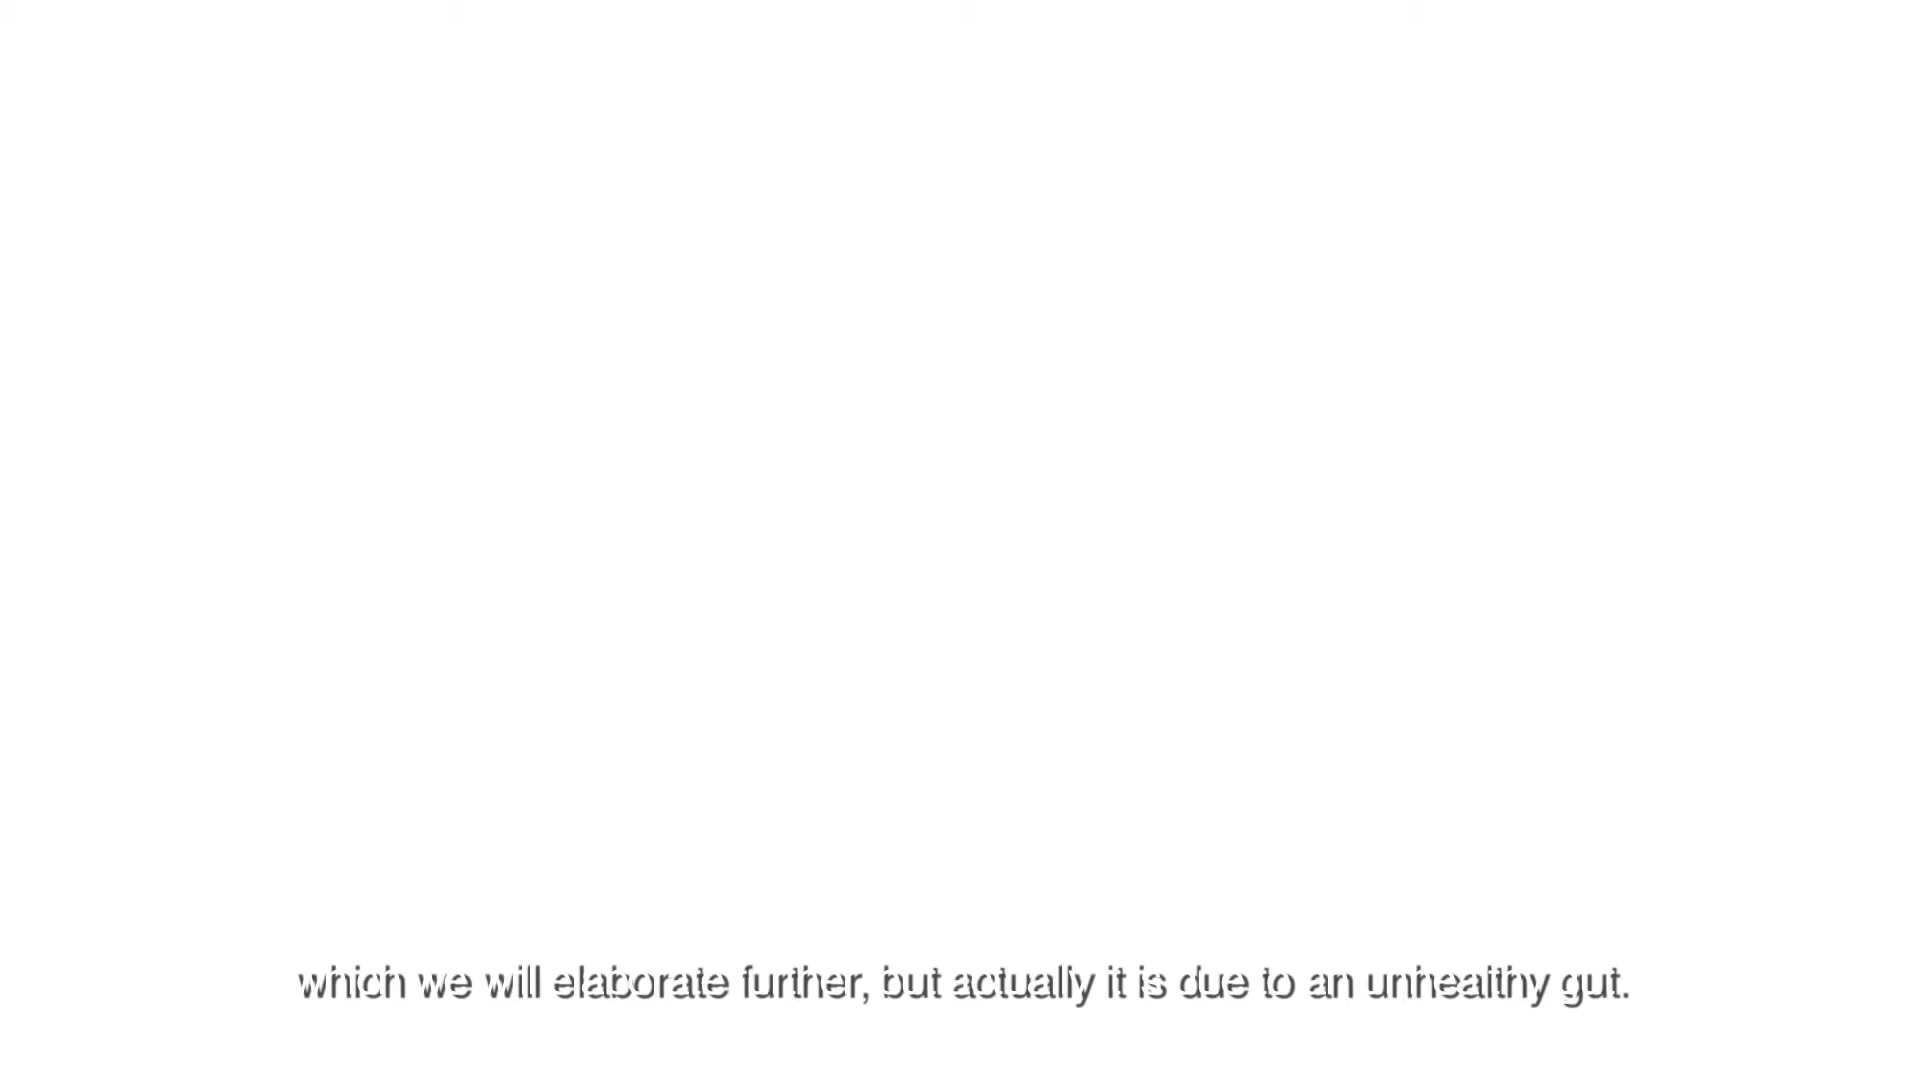 which we will elaborate further, but actually it is due to an unhealthy gut.